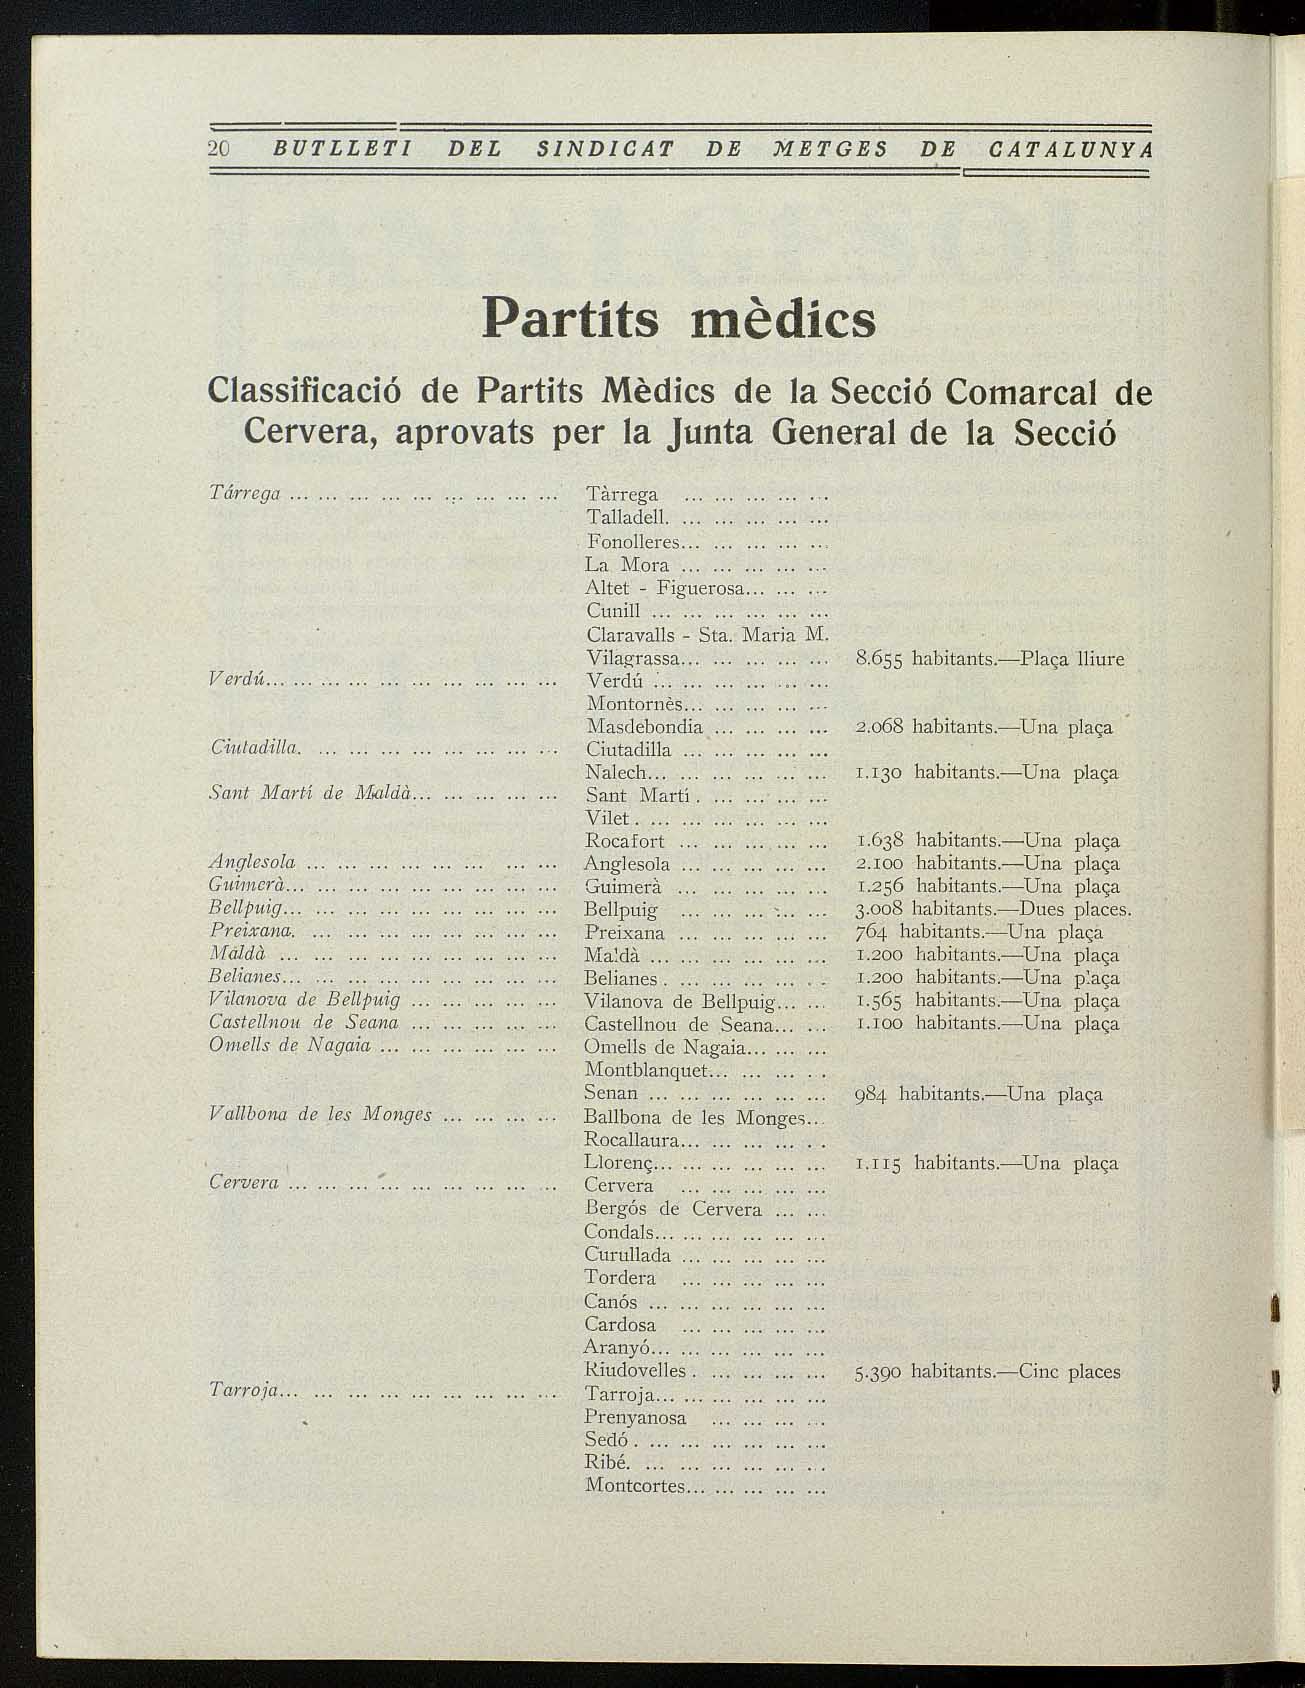 20 BUTLLETI DEL SINDICAT DE METGES DE CATALUNYA
Partits mèdics
Classificació de Partits Mèdics de la Secció Comarcal de
Cervera, aprovats per la Junta General de la Secció
Tárrega ... ... ... ... ... ... ... ... ... Tàrrega ... ... ... ... ...
Talladell. ... ... ... ... ...
Fonolleres... ... ... ... ...
La Mora ... ... ... ... ...
Altet - Figuerosa... ... ...
Cunill ... ... ... ... ... ...
Claravalls - Sta. Maria M.
Vilagrassa... ... ... ... ... 8.655 habitants.—Plaça lliure
Verdú... ... ... ... ... ... ... ... ... ... Verdú ... ... ... ... ... ...
Montornès... ... ... ... ...
Masdebondia ... ... ... ... 2.068 habitants.—Una plaça
Ciutadilla. ... ... ... ... ... ... ... ... Ciutadilla ... ... ... ... ...
Nalech... ... ... ... ... ... 1.130 habitants.—Una plaça
Sant Martí de Maldà... ... ... ... ... Sant Martí . ... ... ... ...
Vilet . ... ... ... ... ... ...
Rocafort ... ... ... ... ... 1.638 habitants.—Una plaça
Anglesola ... ... ... ... ... ... ... ... Anglesola ... ... ... ... ... 2.100 habitants.—Una plaça
Guimerà... ... ... ... ... ... ... ... ... Guimerà ... ... ... ... ... 1.256 habitants.—Una plaça
Bellpuig... ... ... ... ... ... ... ... ... Bellpuig ... ... ... ... ... 3.008 habitants.—Dues places.
Preixana. ... ... ... ... ... ... ... ... Preixana ... ... ... ... ... 764 habitants.—Una plaça
Máldà ... ... ... ... ... ... ... ... ... Maldà ... ... ... ... ... ... 1.200 habitants.—Una plaça
Belianes... ... ... ... ... ... ... ... ... Belianes . ... ... ... ... . . 1.200 habitants.—Una plaça
Vilanova de Bellpuig ... ... ... ... ... Vilanova de Bellpuig... ... 1.565 habitants.—Una plaça
Castellnou de Seana ... ... ... ... ... Castellnou de Seana... ... 1.100 habitants.—Una plaça
Omells de Nagaia ... ... ... ... ... ... Omells de Nagaia... ... ...
Montblanquet... ... ... . .
Senan ... ... ... ... ... ... 984 habitants.—Una plaça
Vallbona de les Monges ... ... ... ... Ballbona de les Monges...
Rocallaura... ... ... ... . .
Llorenç... ... ... ... ... ... 1.115 habitants.—Una plaça
Cervera ... ... ... ... ... ... ... ... ... Cervera ... ... ... ... ...
Bergós de Cervera ... ...
Condals... ... ... ... ... ...
Curullada ... ... ... ... ...
Tordera ... ... ... ... ...
Canós ... ... ... ... ... ...
Cardosa ... ... ... ... ...
Aranyó... ... ... ... ... ...
Riudovelles . ... ... ... ... 5.390 habitants.—Cinc places
Tarroja... ... ... ... ... ... ... ... ... Tarroja... ... ... ... ... ...
Prenyanosa ... ... ... ...
Sedó . ... ... ... ... ... ...
Ribé. ... ... ... ... ... ...
Montcortes... ... ... ... ...